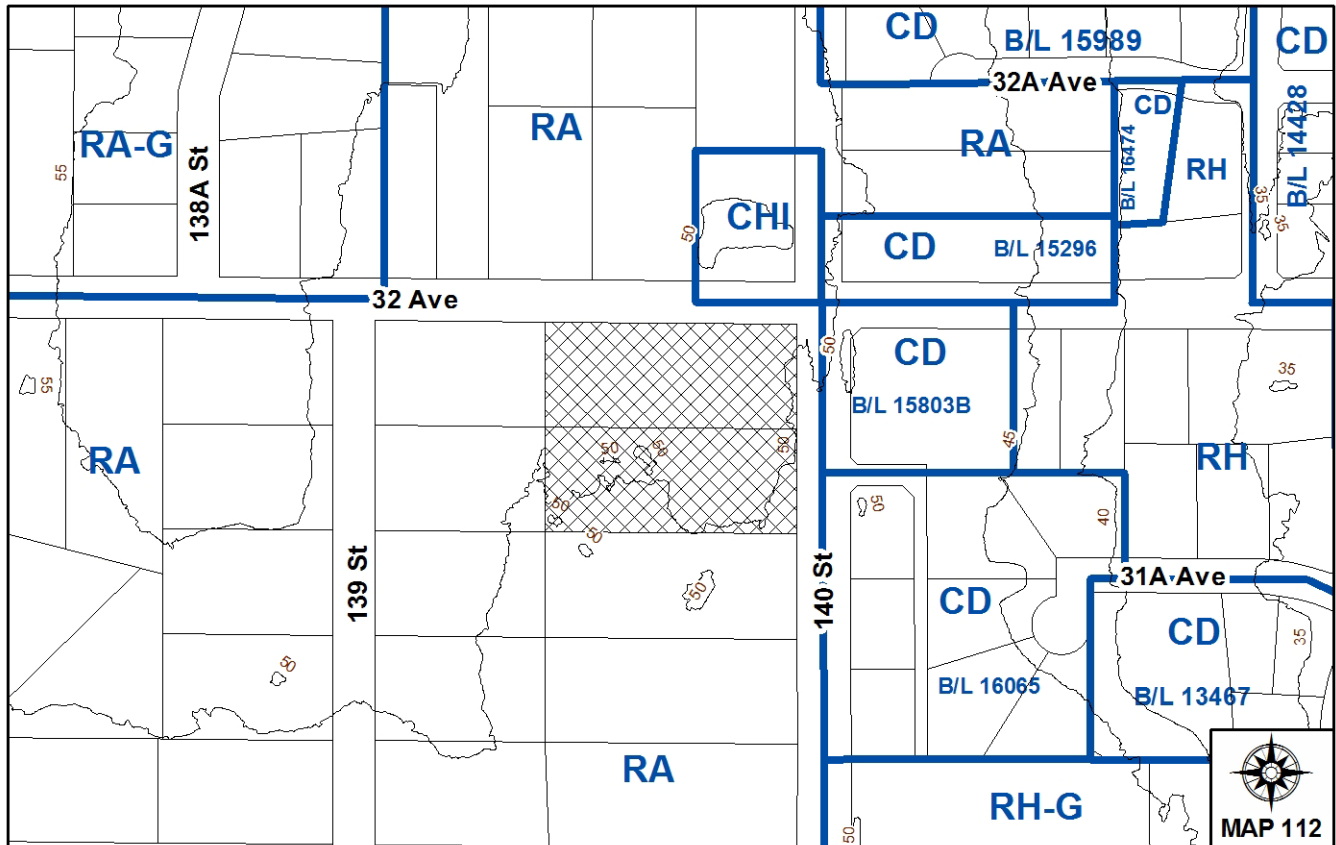 CD
B/L 15989
CD
32A Ave
CD
B/L 14428
RA-G
RA
RA
B/L 16474
RH
55
138A St
CHI
35
35
50
CD
B/L 15296
32 Ave
50
CD
35
55
B/L 15803B
45
RA
50
50
50
RH
50
50
40
50
50
139 St
140 St
31A Ave
CD
CD
35
50
B/L 16065
B/L 13467
RA
RH-G
50
MAP 112